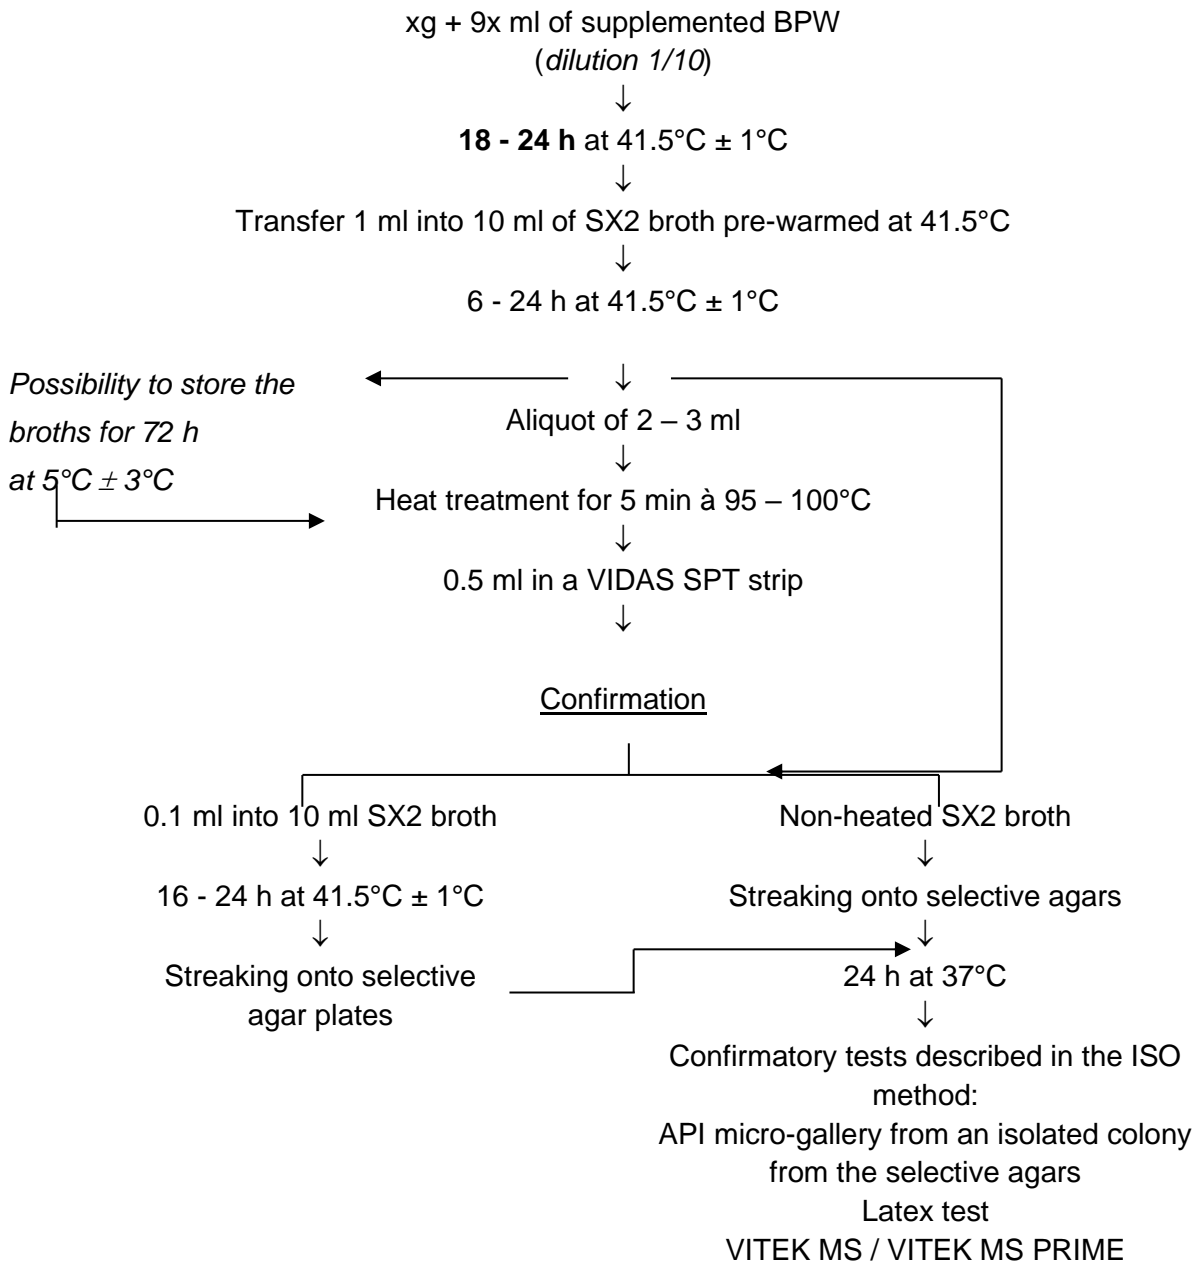 xg + 9x ml of supplemented BPW
(dilution 1/10)
↓
18 - 24 h at 41.5°C ± 1°C
↓
Transfer 1 ml into 10 ml of SX2 broth pre-warmed at 41.5°C
↓
6 - 24 h at 41.5°C ± 1°C
Possibility to store the
broths for 72 h
at 5°C ± 3°C
↓
Aliquot of 2 – 3 ml
↓
Heat treatment for 5 min à 95 – 100°C
↓
0.5 ml in a VIDAS SPT strip
↓
Confirmation
0.1 ml into 10 ml SX2 broth
↓
16 - 24 h at 41.5°C ± 1°C
↓
Streaking onto selective
agar plates
Non-heated SX2 broth
↓
Streaking onto selective agars
↓
24 h at 37°C
↓
Confirmatory tests described in the ISO
method:
API micro-gallery from an isolated colony
from the selective agars
Latex test
VITEK MS / VITEK MS PRIME